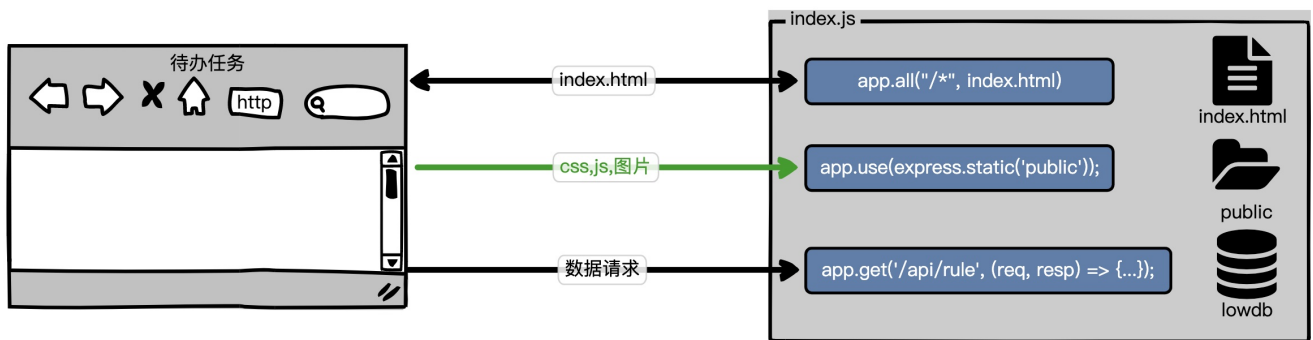 index.js
待办任务
http
index.html
app.all("/*", index.html)
index.html
css,js,图片
app.use(express.static('public'));
public
数据请求
app.get('/api/rule', (req, resp) => {...});
lowdb